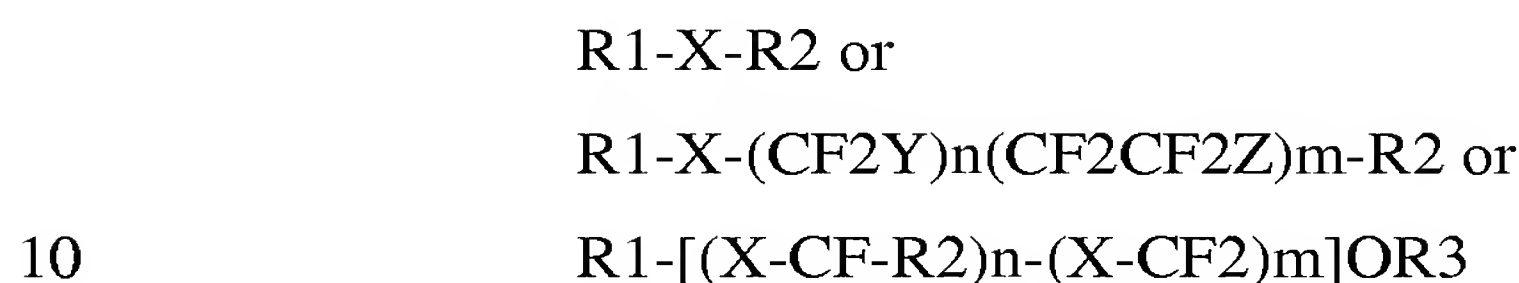 R1-X-R2 or
R1-X-(CF2Y)n(CF2CF2Z)m-R2 or
10 R1-[(X-CF-R2)n-(X-CF2)m]OR3